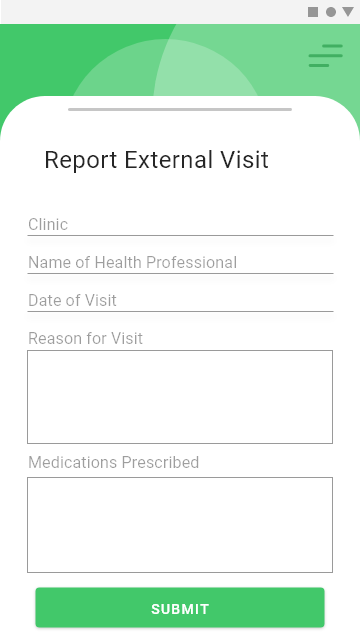 Report External Visit
Clinic
Name of Health Professional
Date of Visit
Reason for Visit
Medications Prescribed
SUBMIT